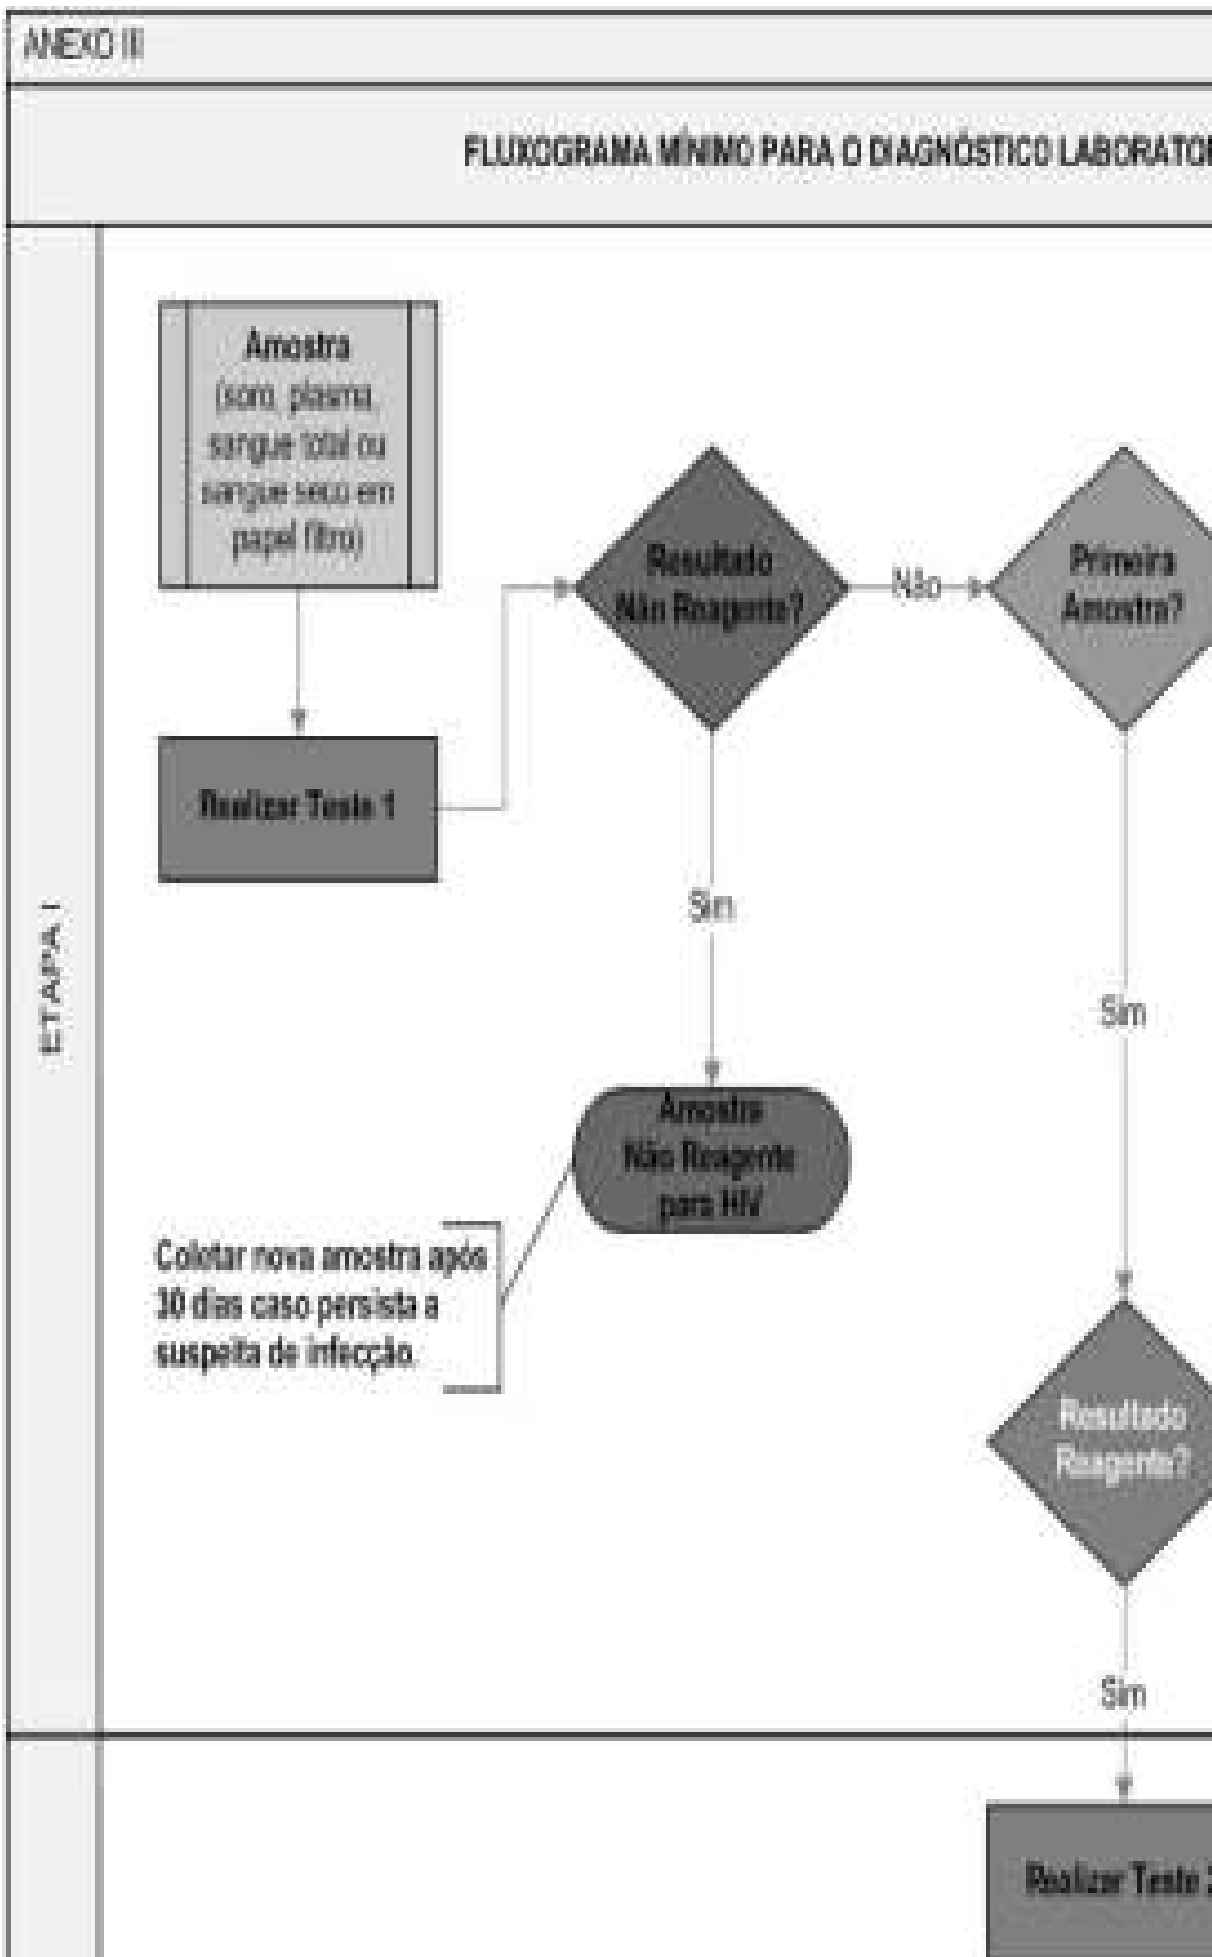 ANEXO III
FLUXOGRAMA MÍNIMO PARA O DIAGNÓSTICO
Amostra
(soro, plasma,
sangue total ou
sangue seco em
papel filtro)
Resultado
Não Reagente?
Não
Primeira
Amostra?
Realizar Teste 1
Sim
Sim
ETAPA I
Amostra
Não Reagente
para HIV
Coletar nova amostra após
30 dias caso persista a
suspeita de infecção.
Resultado
Reagente?
Sim
Realizar Teste